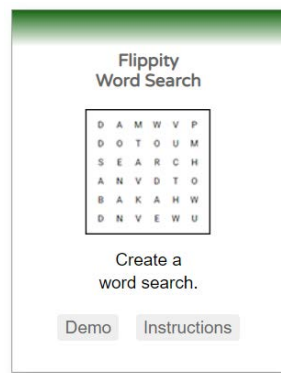 Flippity
Word Search
D A M W V P
D O T O U M
S E A R C H
A N V D T O
B A K A H W
D N V E W U
Create a
word search.
Demo Instructions